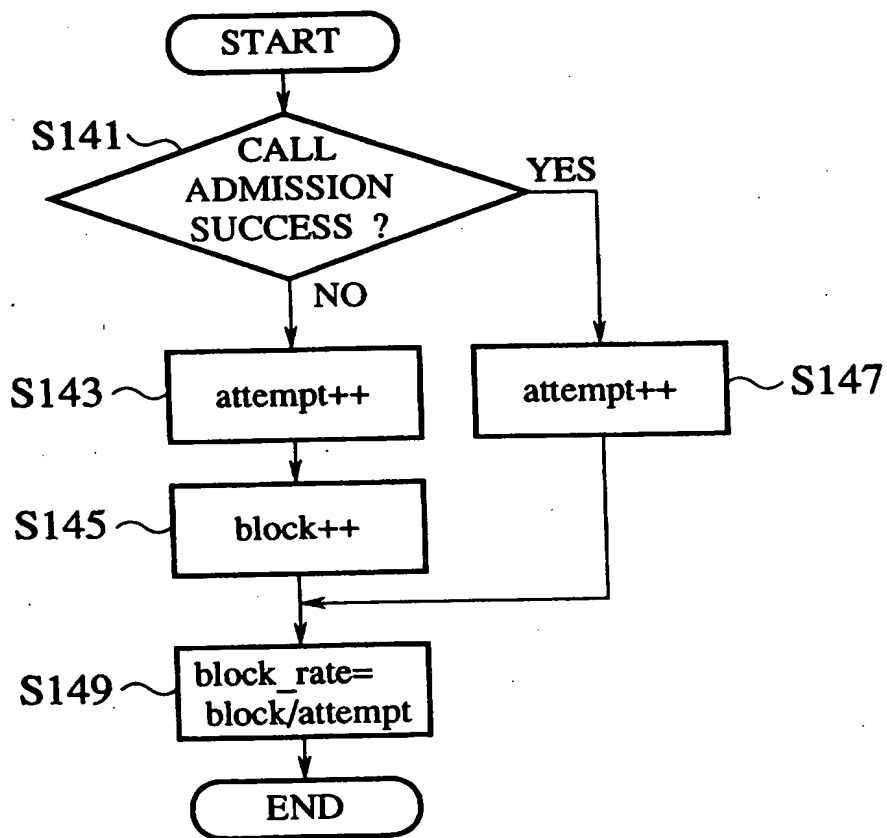 START
S141
CALL
ADMISSION
SUCCESS ?
YES
NO
S143
attempt++
attempt++
S147
S145
block++
S149
block_rate=
block/attempt
END